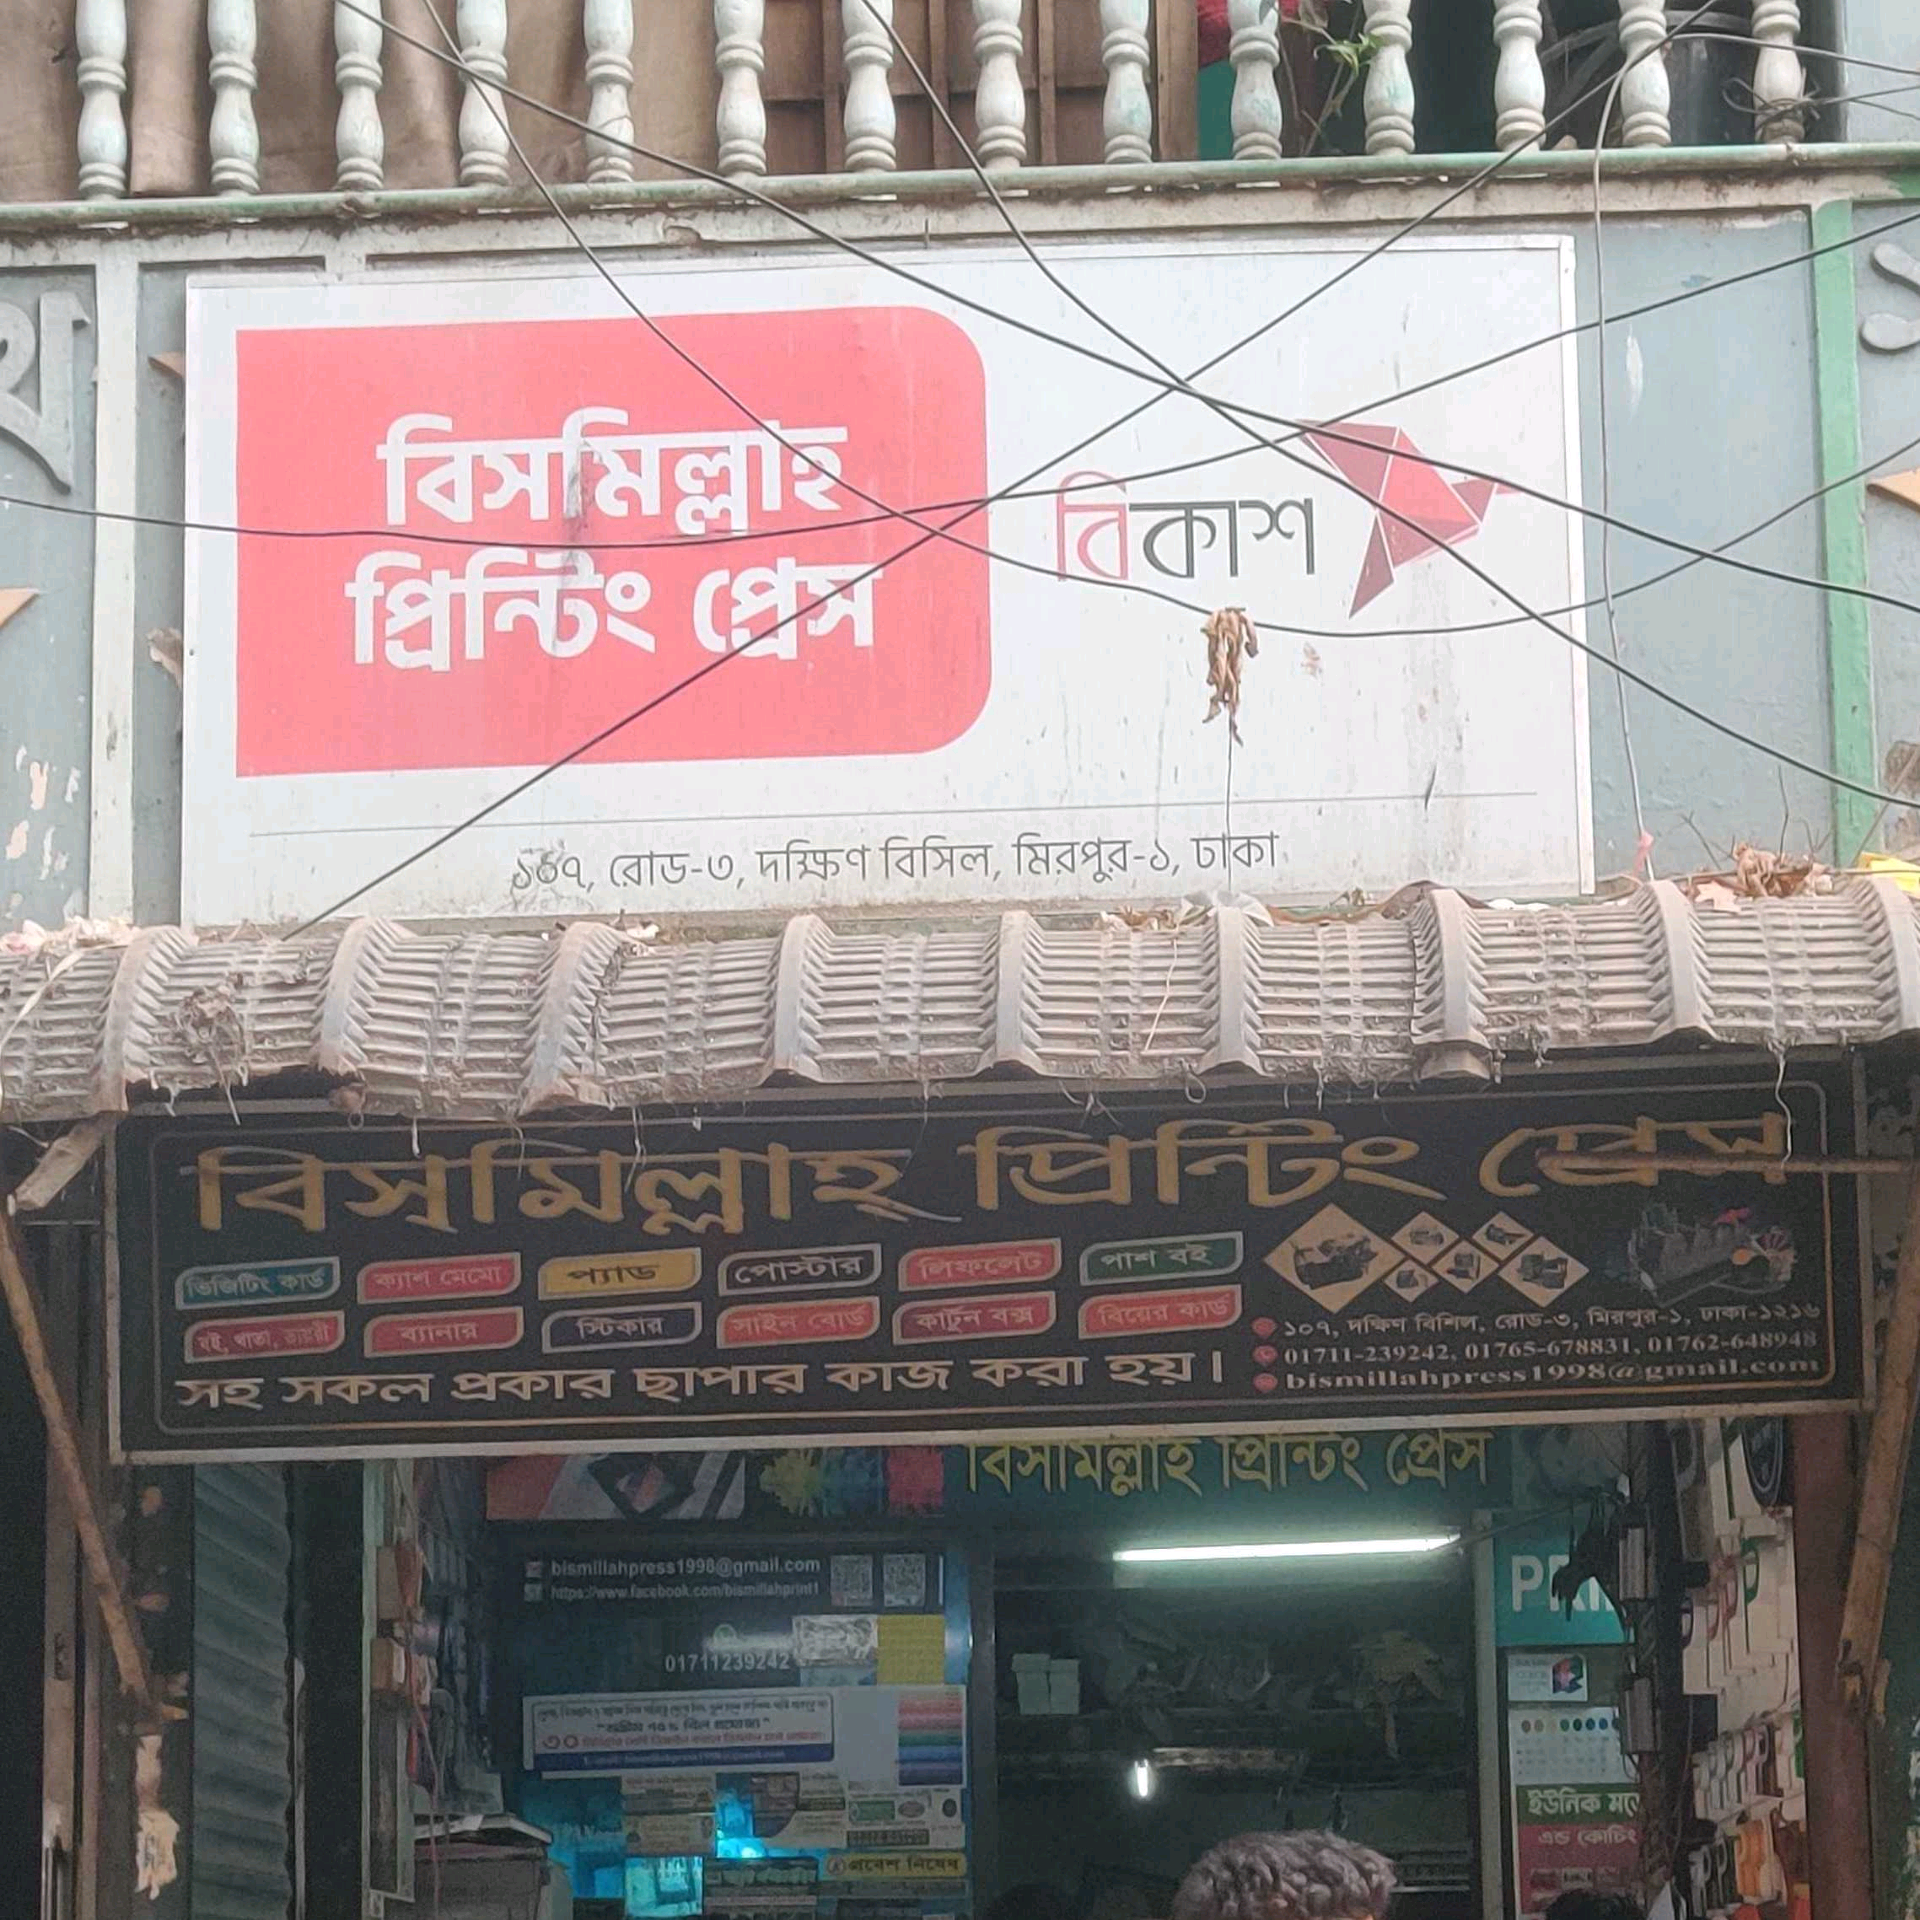 বিসমিল্লাহ
প্রিন্টিং প্রেস
বিকাশ
১০৭, রোড-৩, দক্ষিণ বিসিল, মিরপুর-১, ঢাকা
বিস্‌মিল্লাহ্ প্রিন্টিং প্রেস
ভিজিটিং কার্ড ক্যাশ মেমো প্যাড পোস্টার লিফলেট পাশ বই
বই, খাতা, ডায়রী ব্যানার স্টিকার সাইন বোর্ড কার্টুন বক্স বিয়ের কার্ড
সহ সকল প্রকার ছাপার কাজ করা হয়।
১০৭, দক্ষিণ বিশিল, রোড-৩, মিরপুর-১, ঢাকা-১২১৬
01711-239242, 01765-678831, 01762-648948
bismillahpress1998@gmail.com
বিসমিল্লাহ প্রিন্টিং প্রেস
bismillahpress1998@gmail.com
https://www.facebook.com/bismillahprint1
01711239242
প্রবেশ নিষেধ
ইউনিক
এন্ড কোচিং